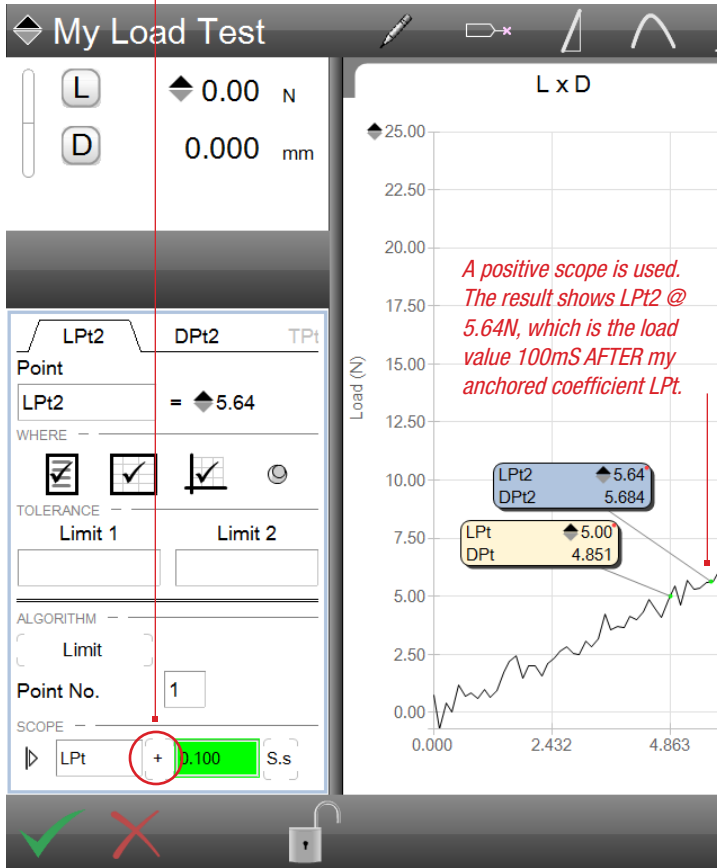 My Load Test
L 0.00 N
D 0.000 mm
LPt2 DPt2 TPt
Point
LPt2 = 5.64
WHERE
TOLERANCE
Limit 1 Limit 2
ALGORITHM
Limit
Point No. 1
SCOPE
LPt + 0.100 S.s
L x D
25.00
22.50
20.00
A positive scope is used.
The result shows LPt2 @
5.64N, which is the load
value 100mS AFTER my
anchored coefficient LPt.
17.50
15.00
Load (N)
12.50
10.00
LPt2 5.64
DPt2 5.684
7.50
LPt 5.00
DPt 4.851
5.00
2.50
0.00
0.000 2.432 4.863